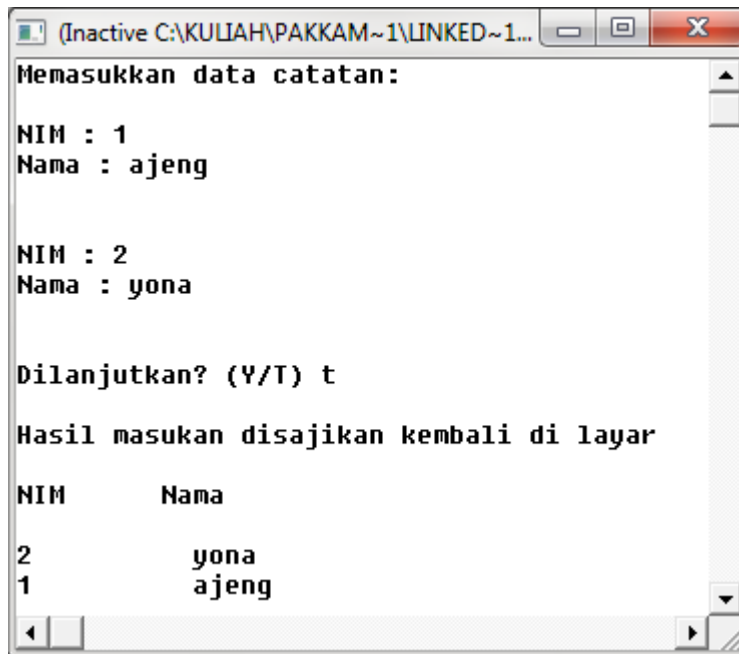 (Inactive C:\KULIAH\PAKKAM~1\LINKED~1...
Memasukkan data catatan:
NIM : 1
Nama : ajeng
NIM : 2
Nama : yona
Dilanjutkan? (Y/T) t
Hasil masukan disajikan kembali di layar
NIM Nama
2 yona
1 ajeng